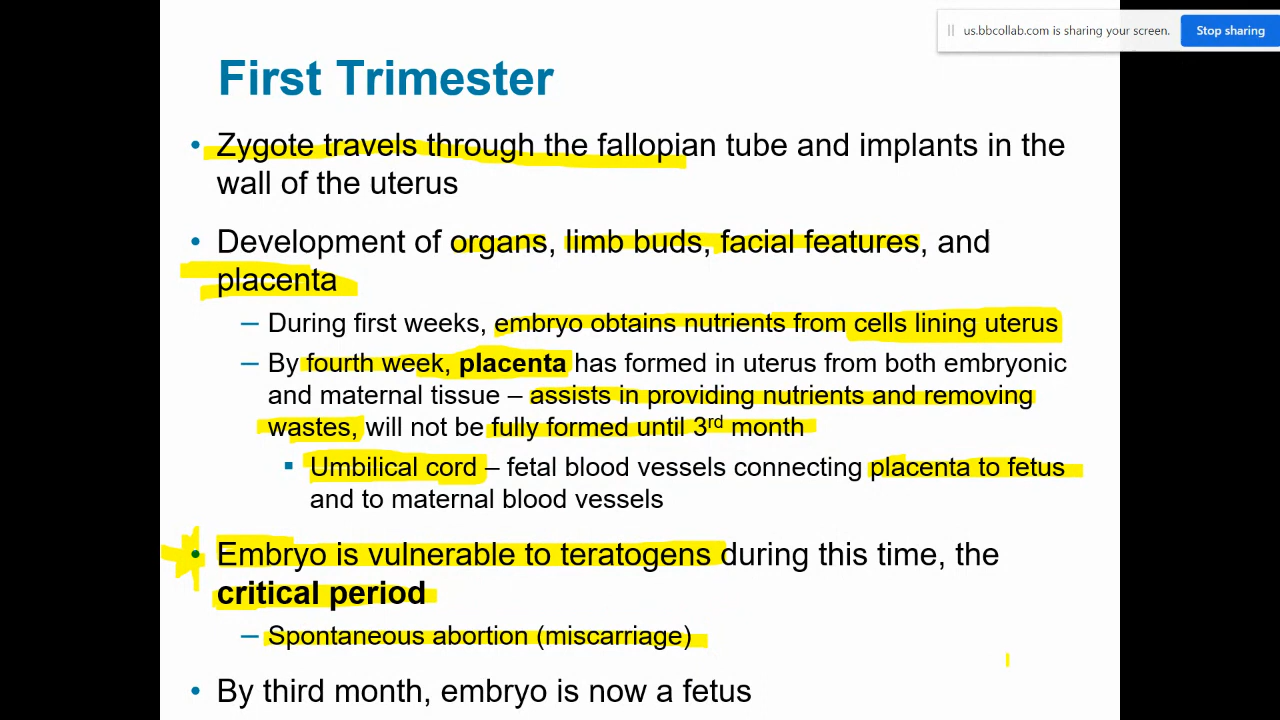 us.bbcollab.com is sharing your screen.
Stop sharing
First Trimester
• Zygote travels through the fallopian tube and implants in the
wall of the uterus
• Development of organs, limb buds, facial features, and
placenta
– During first weeks, embryo obtains nutrients from cells lining uterus
– By fourth week, placenta has formed in uterus from both embryonic
and maternal tissue – assists in providing nutrients and removing
wastes, will not be fully formed until 3rd month
▪ Umbilical cord – fetal blood vessels connecting placenta to fetus
and to maternal blood vessels
• Embryo is vulnerable to teratogens during this time, the
critical period
– Spontaneous abortion (miscarriage)
• By third month, embryo is now a fetus